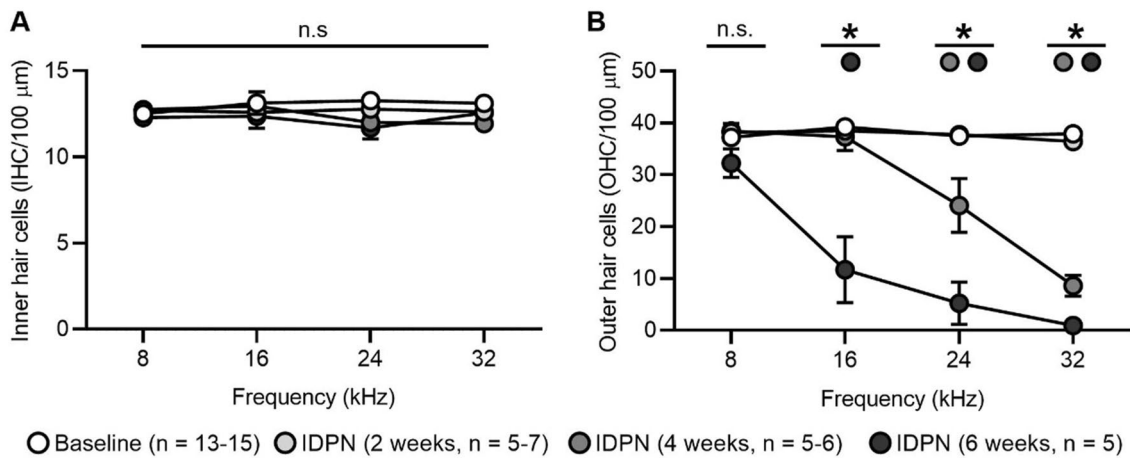 A
n.s
15
10
5
0
Inner hair cells (IHC/100 μm)
8 16 24 32
Frequency (kHz)
B
n.s. * * *
50
40
30
20
10
0
Outer hair cells (OHC/100 μm)
8 16 24 32
Frequency (kHz)
Baseline (n = 13-15) IDPN (2 weeks, n = 5-7) IDPN (4 weeks, n = 5-6) IDPN (6 weeks, n = 5)